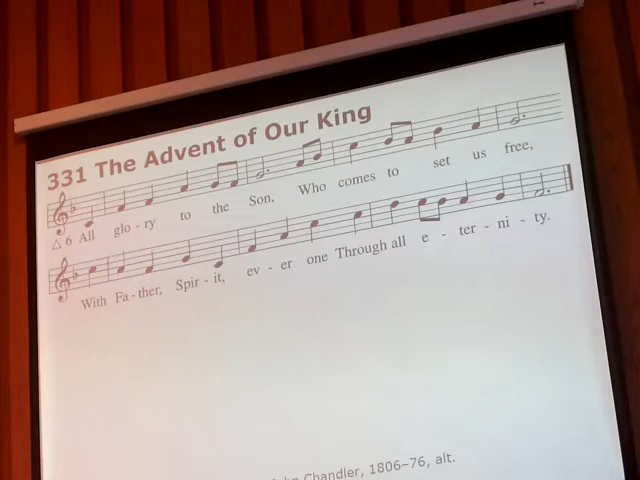 331 The Advent of Our King
△ 6 All glo - ry to the Son, Who comes to set us free,
With Fa - ther, Spir - it, ev - er one Through all e - ter - ni - ty.
Chandler, 1806–76, alt.